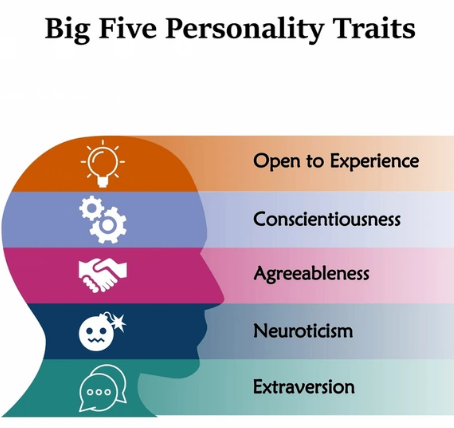 Big Five Personality Traits
Open to Experience
Conscientiousness
Agreeableness
Neuroticism
Extraversion